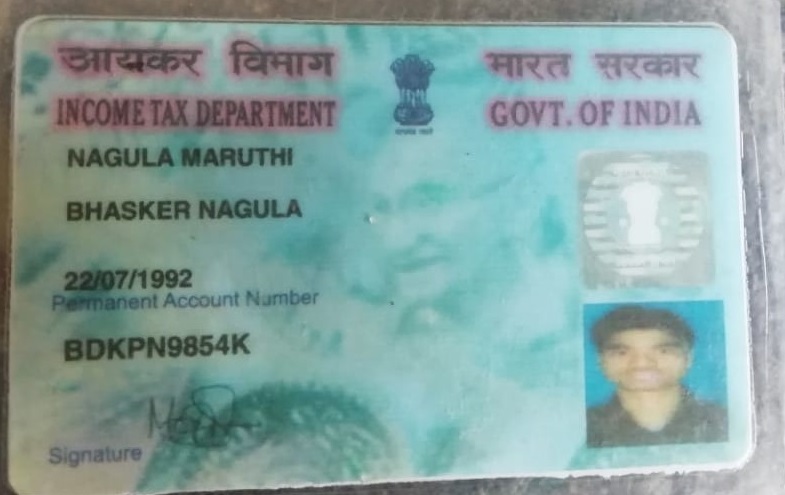 आयकर विभाग
भारत सरकार
INCOME TAX DEPARTMENT
GOVT. OF INDIA
NAGULA MARUTHI
BHASKER NAGULA
22/07/1992
Permanent Account Number
BDKPN9854K
Signature